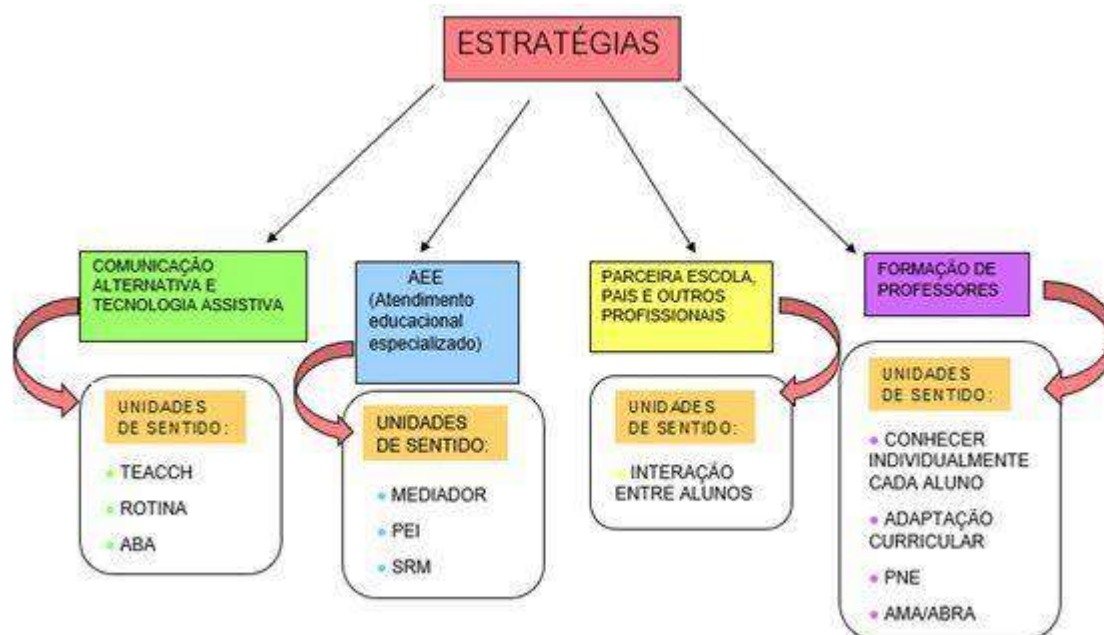 ESTRATÉGIAS
COMUNICAÇÃO
ALTERNATIVA E
TECNOLOGIA ASSISTIVA
UNIDADES
DE SENTIDO:
• TEACCH
• ROTINA
• ABA
AEE
(Atendimento
educacional
especializado)
UNIDADES
DE SENTIDO:
• MEDIADOR
• PEI
• SRM
PARCEIRA ESCOLA,
PAIS E OUTROS
PROFISSIONAIS
UNIDADES
DE SENTIDO:
• INTERAÇÃO
ENTRE ALUNOS
FORMAÇÃO DE
PROFESSORES
UNIDADES
DE SENTIDO:
• CONHECER
INDIVIDUALMENTE
CADA ALUNO
• ADAPTAÇÃO
CURRICULAR
• PNE
• AMA/ABRA